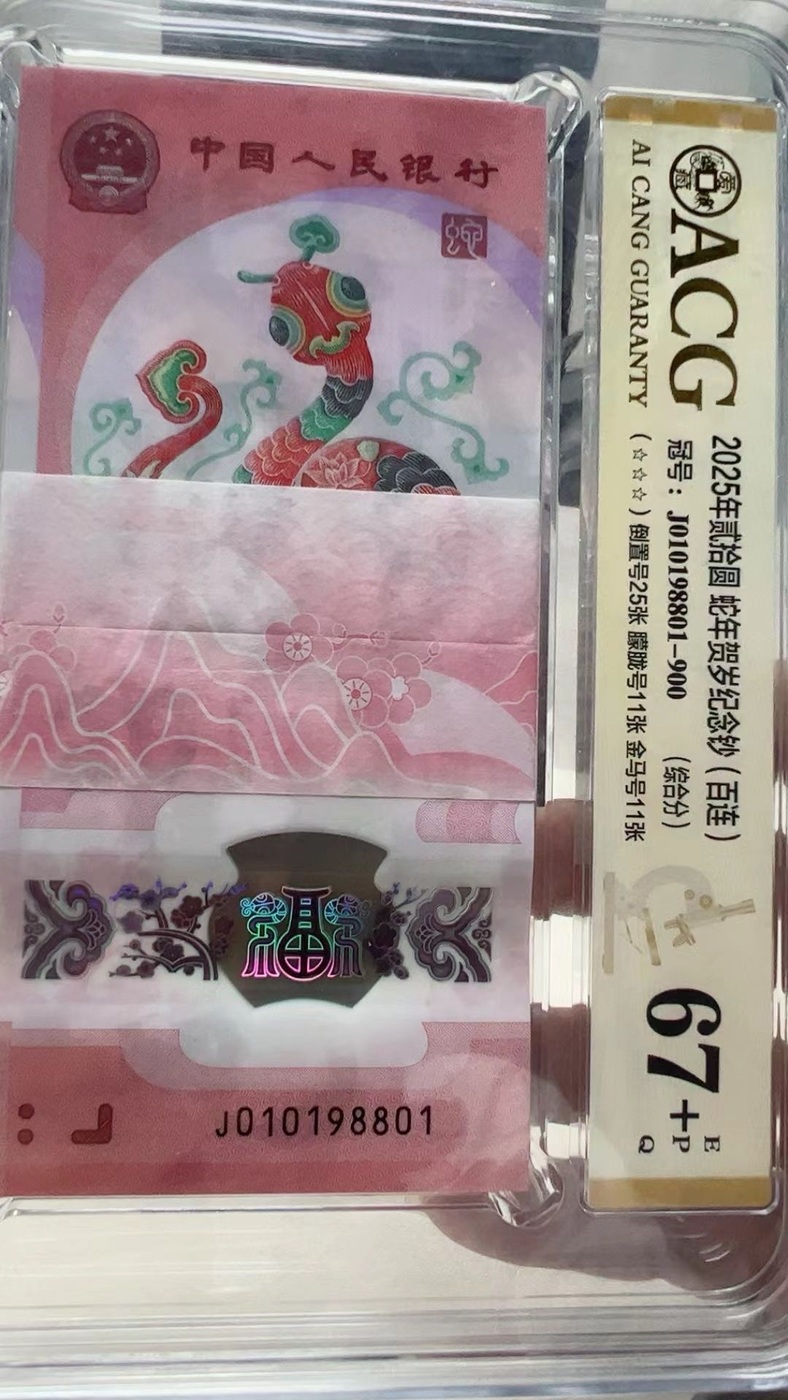 中国人民银行
蛇
J010198801
ACG
AI CANG GUARANTY
2025年贰拾圆 蛇年贺岁纪念钞（百连）
冠号：J010198801-900 （综合分）
（☆☆☆）倒置号25张 朦胧号11张 金马号11张
67+
E
P
Q